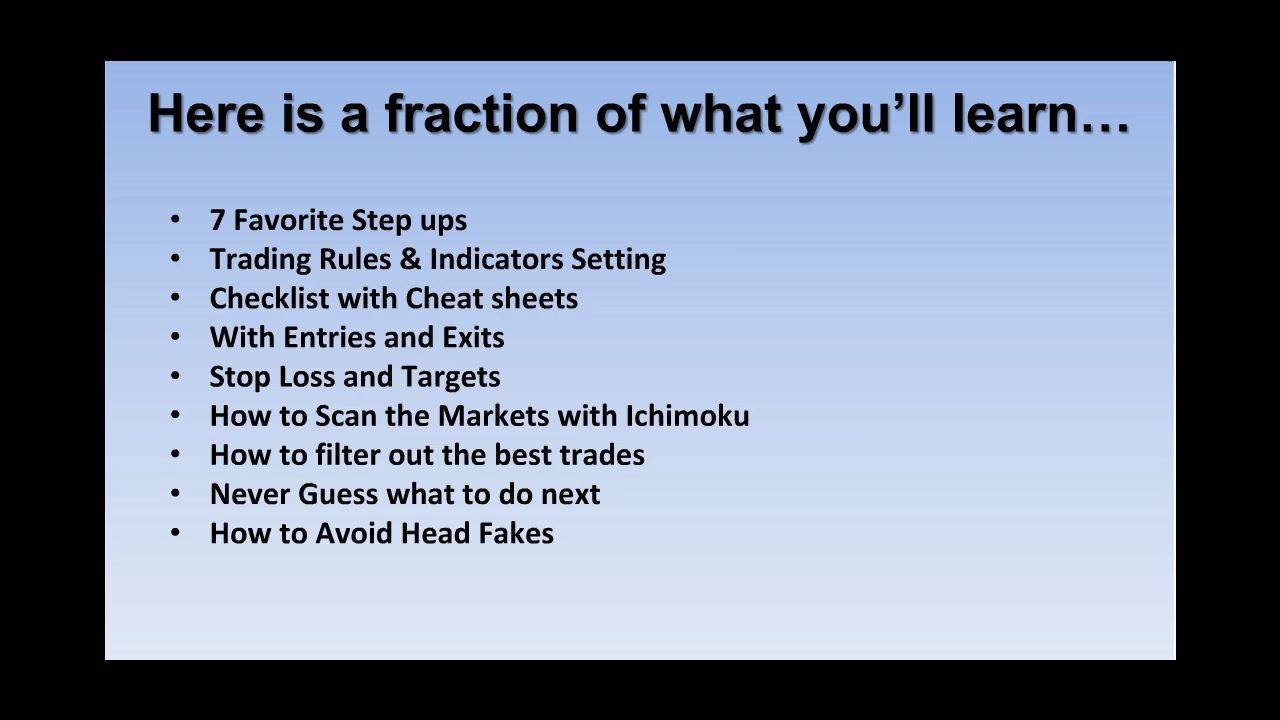 Here is a fraction of what you’ll learn…
• 7 Favorite Step ups
• Trading Rules & Indicators Setting
• Checklist with Cheat sheets
• With Entries and Exits
• Stop Loss and Targets
• How to Scan the Markets with Ichimoku
• How to filter out the best trades
• Never Guess what to do next
• How to Avoid Head Fakes